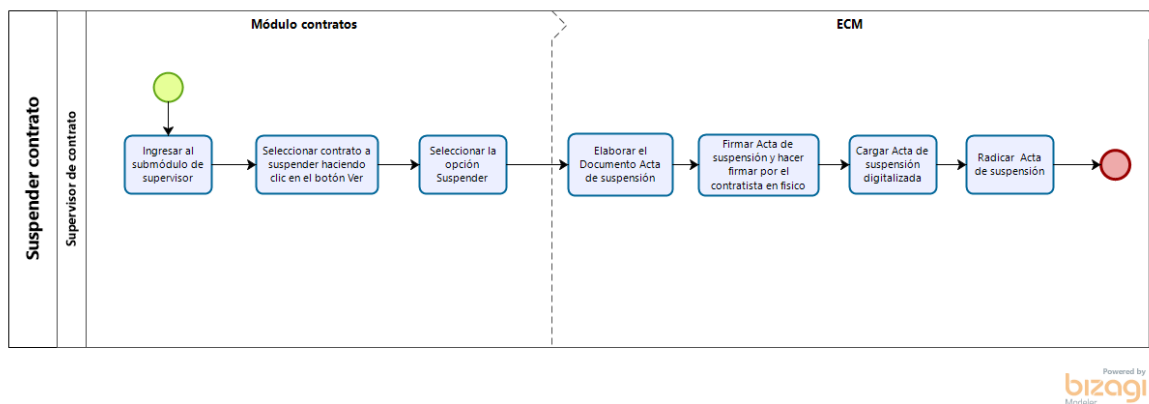 Suspender contrato
Supervisor de contrato
Módulo contratos
ECM
Ingresar al
submódulo de
supervisor
Seleccionar contrato a
suspender haciendo
clic en el botón Ver
Seleccionar la
opción
Suspender
Elaborar el
Documento Acta
de suspensión
Firmar Acta de
suspensión y hacer
firmar por el
contratista en fisico
Cargar Acta de
suspensión
digitalizada
Radicar Acta
de suspensión
Powered by
bizagi
Modeler